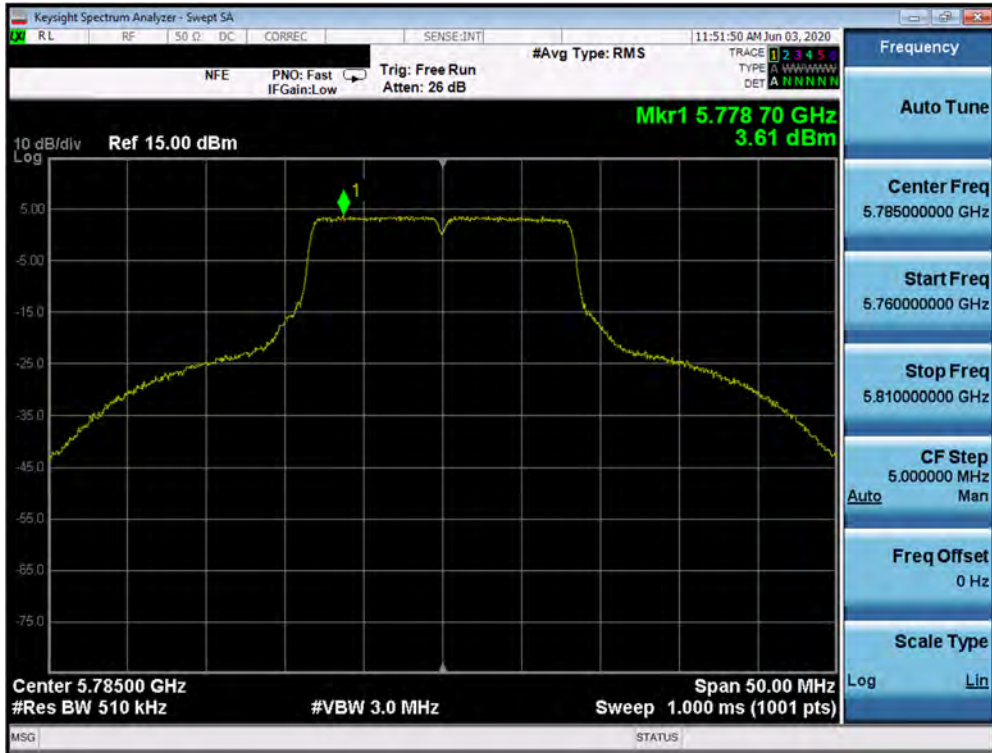 Keysight Spectrum Analyzer - Swept SA
LXI RL RF 50 Ω DC CORREC SENSE:INT 11:51:50 AM Jun 03, 2020
#Avg Type: RMS
TRACE 1 2 3 4 5 6
TYPE A WWWWW
DET A N N N N N
NFE
PNO: Fast
IFGain:Low
Trig: Free Run
Atten: 26 dB
Mkr1 5.778 70 GHz
3.61 dBm
10 dB/div
Log
Ref 15.00 dBm
1
5.00
-5.00
-15.0
-25.0
-35.0
-45.0
-55.0
-65.0
-75.0
Center 5.78500 GHz
Span 50.00 MHz
#Res BW 510 kHz
#VBW 3.0 MHz
Sweep 1.000 ms (1001 pts)
MSG
STATUS
Frequency
Auto Tune
Center Freq
5.785000000 GHz
Start Freq
5.760000000 GHz
Stop Freq
5.810000000 GHz
CF Step
5.000000 MHz
Auto Man
Freq Offset
0 Hz
Scale Type
Log Lin